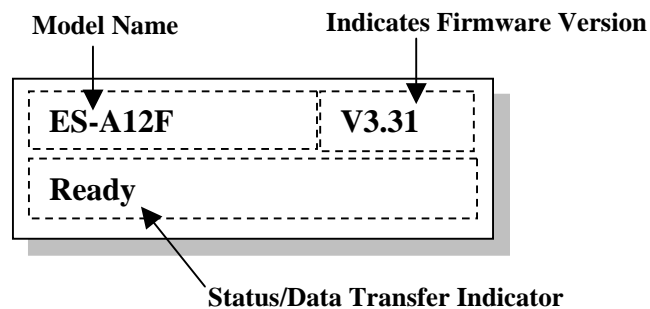 Model Name
Indicates Firmware Version
ES-A12F
V3.31
Ready
Status/Data Transfer Indicator